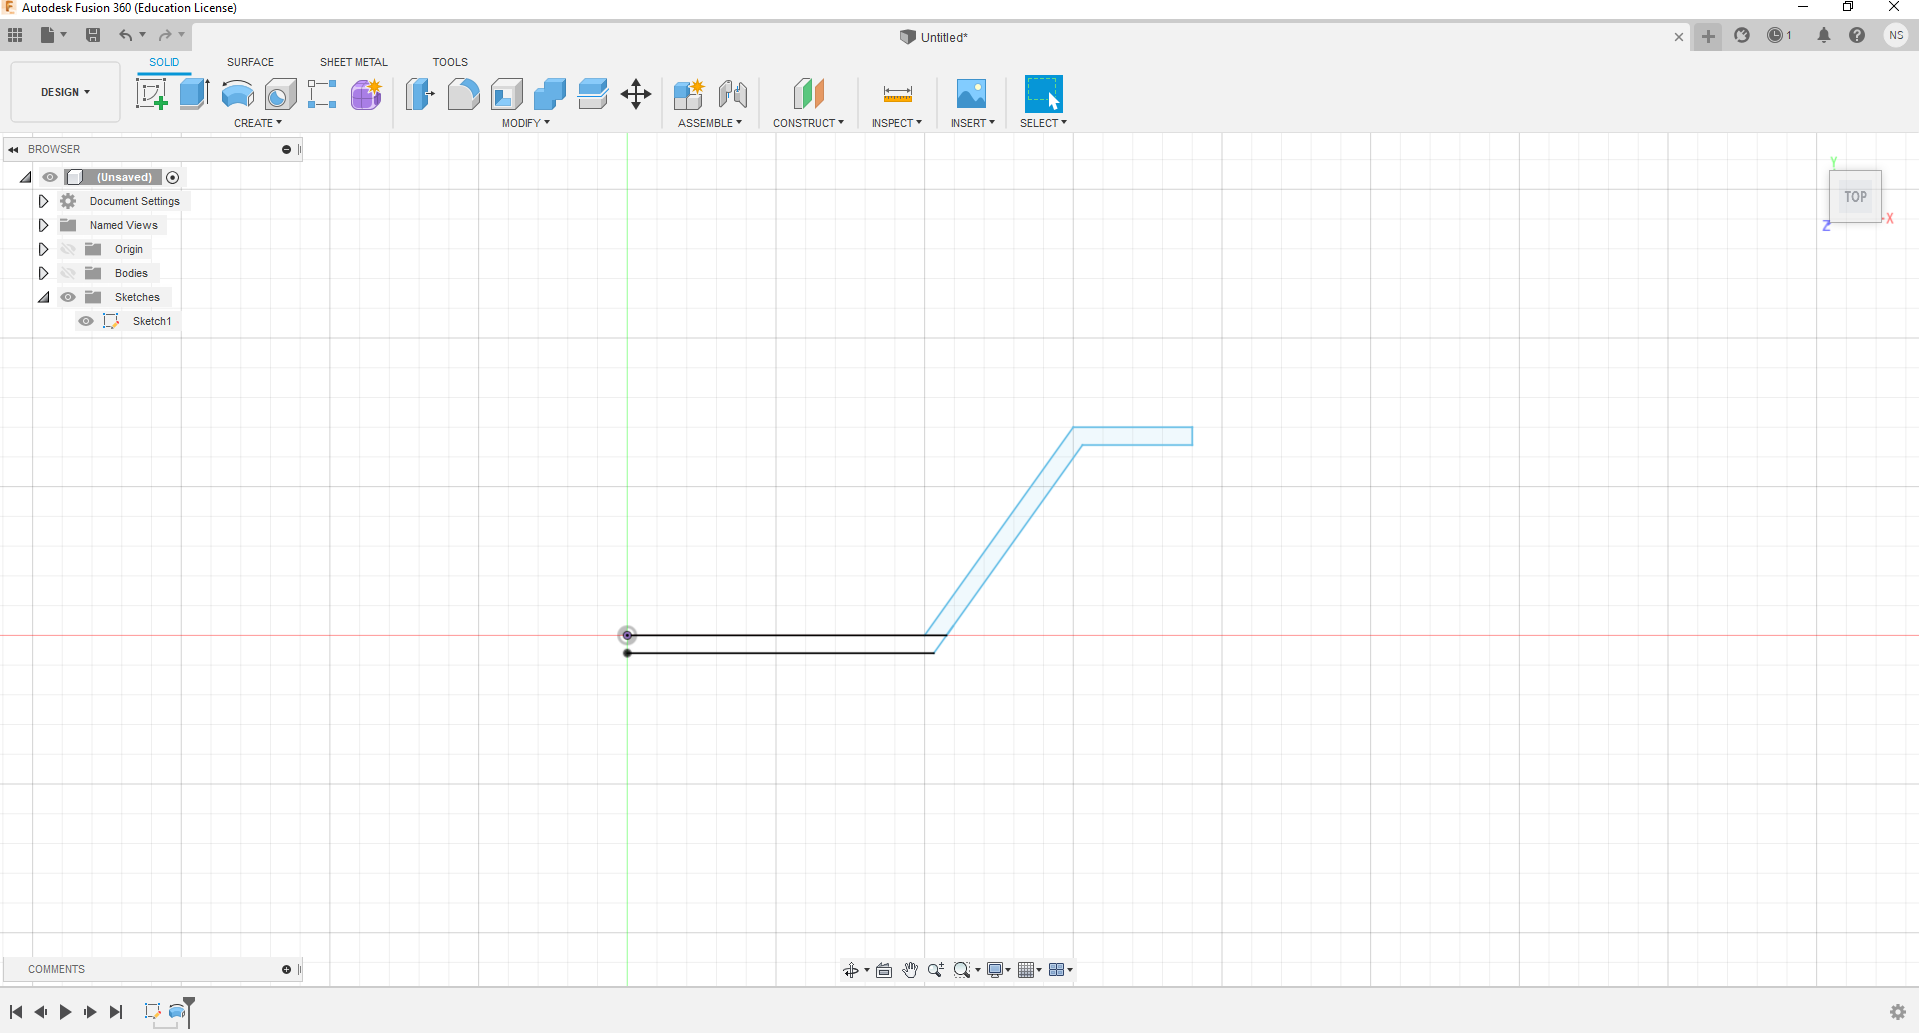 Autodesk Fusion 360 (Education License)
Untitled*
1
NS
SOLID SURFACE SHEET METAL TOOLS
DESIGN
CREATE MODIFY ASSEMBLE CONSTRUCT INSPECT INSERT SELECT
BROWSER
(Unsaved)
Document Settings
Named Views
Origin
Bodies
Sketches
Sketch1
Y
TOP
X
Z
COMMENTS